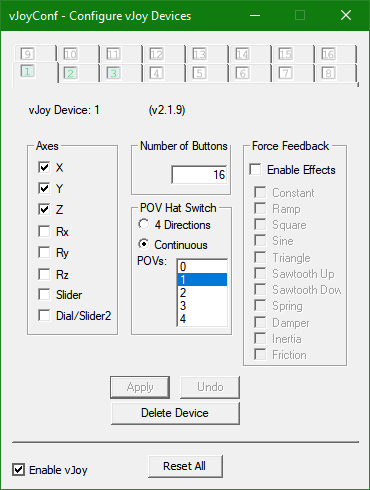 vJoyConf - Configure vJoy Devices
9 10 11 12 13 14 15 16
1 2 3 4 5 6 7 8
vJoy Device: 1 (v2.1.9)
Axes
X
Y
Z
Rx
Ry
Rz
Slider
Dial/Slider2
Number of Buttons
16
POV Hat Switch
4 Directions
Continuous
POVs:
0
1
2
3
4
Force Feedback
Enable Effects
Constant
Ramp
Square
Sine
Triangle
Sawtooth Up
Sawtooth Dow
Spring
Damper
Inertia
Friction
Apply Undo
Delete Device
Enable vJoy Reset All